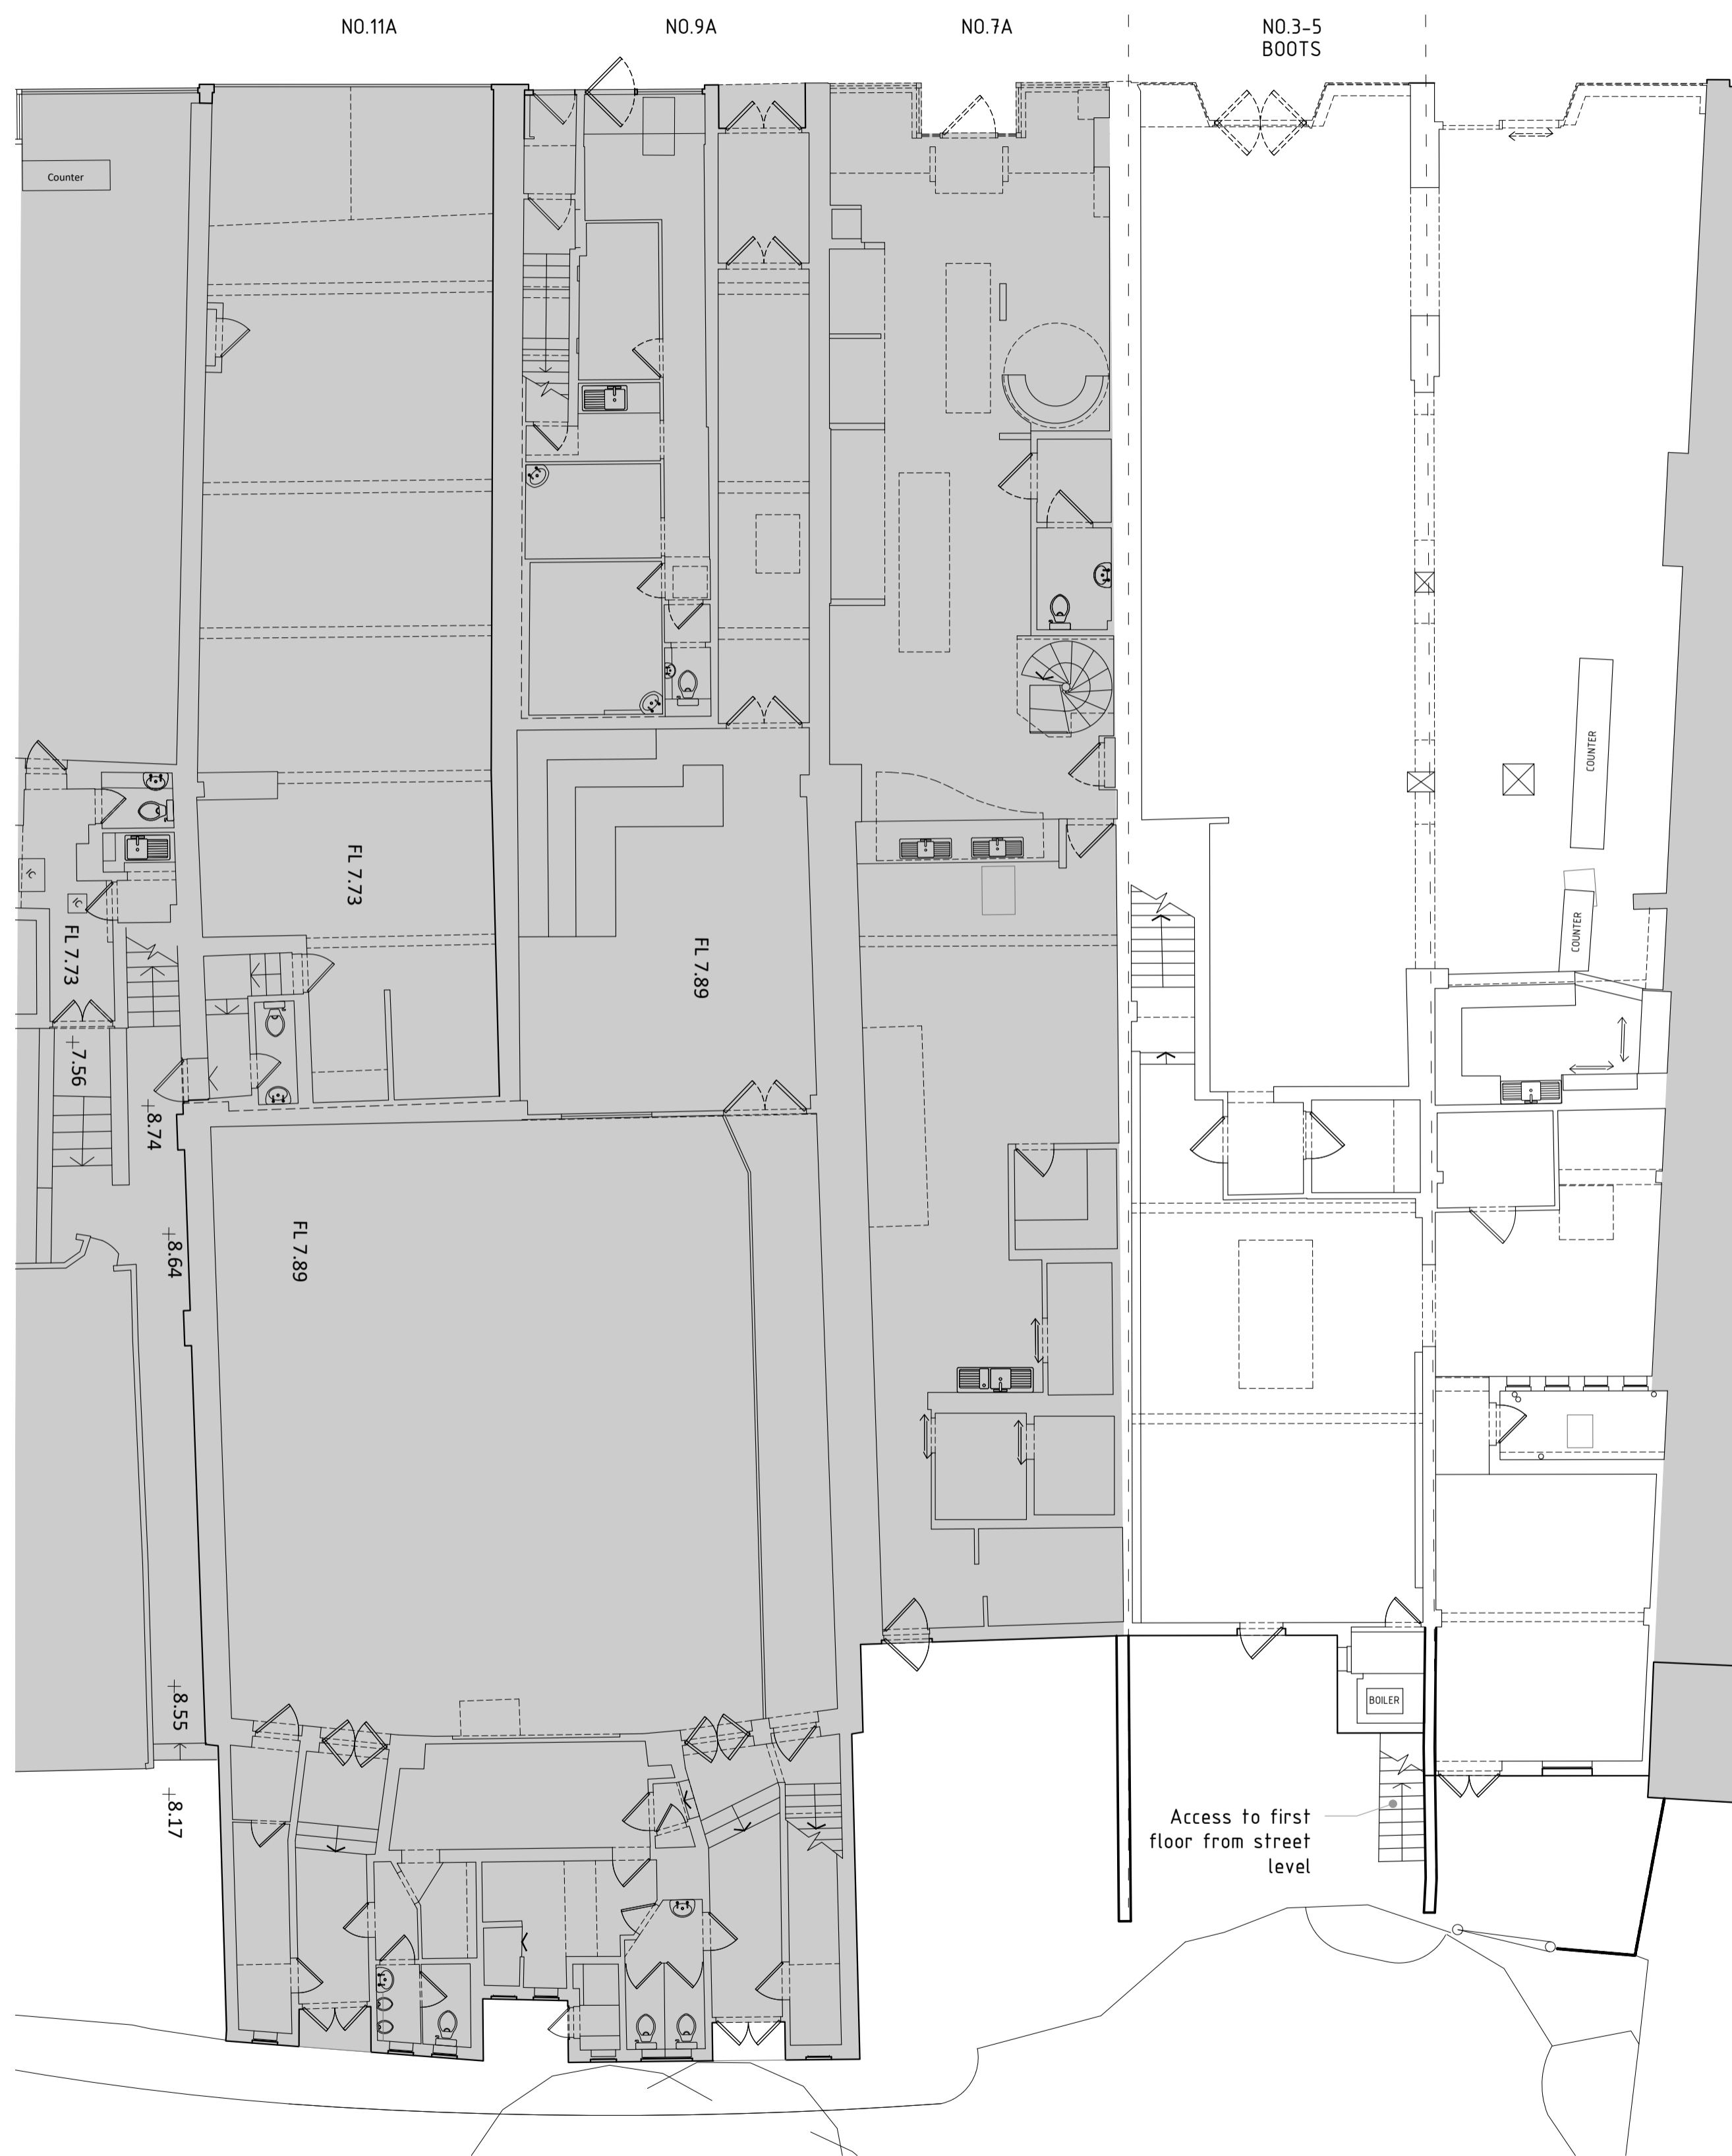 NO.11A
NO.9A
NO.7A
NO.3-5
BOOTS
Counter
COUNTER
FL 7.73
COUNTER
FL 7.73
FL 7.89
7.56
8.74
8.64
FL 7.89
8.55
BOILER
8.17
Access to first
floor from street
level